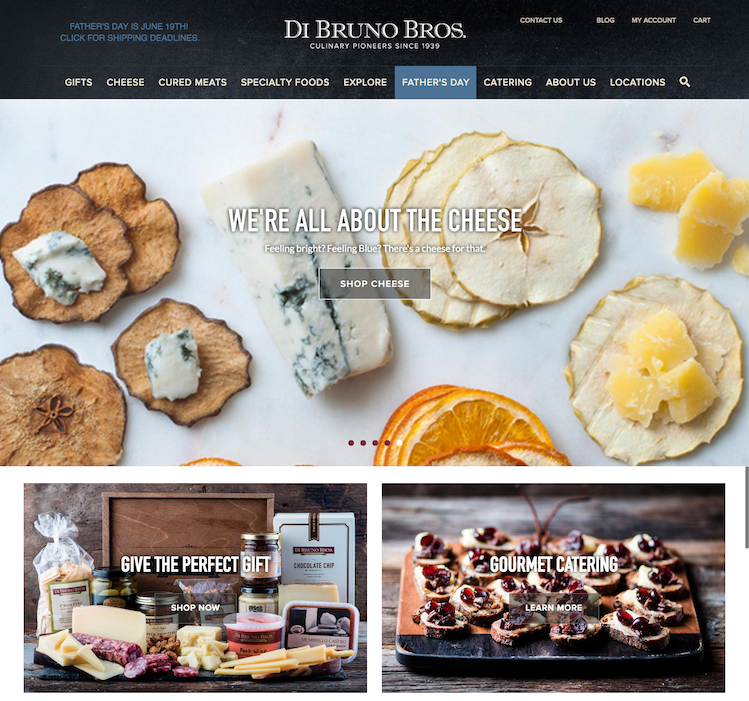 FATHER'S DAY IS JUNE 19TH!
CLICK FOR SHIPPING DEADLINES.
DI BRUNO BROS.
CULINARY PIONEERS SINCE 1939
CONTACT US BLOG MY ACCOUNT CART
GIFTS CHEESE CURED MEATS SPECIALTY FOODS EXPLORE FATHER'S DAY CATERING ABOUT US LOCATIONS
WE'RE ALL ABOUT THE CHEESE
Feeling bright? Feeling Blue? There's a cheese for that.
SHOP CHEESE
GIVE THE PERFECT GIFT
SHOP NOW
DI BRUNO BROS.
CHOCOLATE CHIP
DI BRUNO BROS.
GOURMET CATERING
LEARN MORE